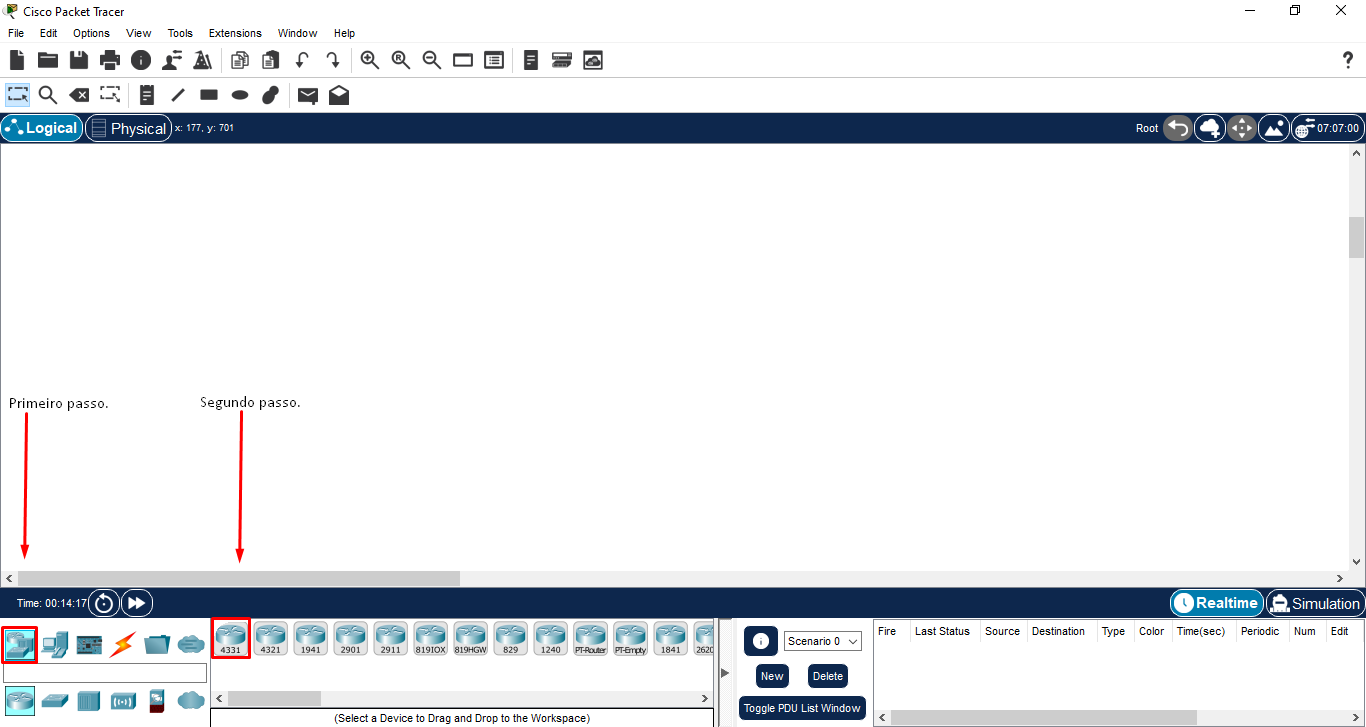 Cisco Packet Tracer
File Edit Options View Tools Extensions Window Help
Logical Physical x: 177, y: 701 Root 07:07:00
Primeiro passo. Segundo passo.
Time: 00:14:17 Realtime Simulation
4331 4321 1941 2901 2911 819IOX 819HGW 829 1240 PT-Router PT-Empty 1841 2620
Scenario 0
New Delete
Toggle PDU List Window
Fire Last Status Source Destination Type Color Time(sec) Periodic Num Edit
(Select a Device to Drag and Drop to the Workspace)